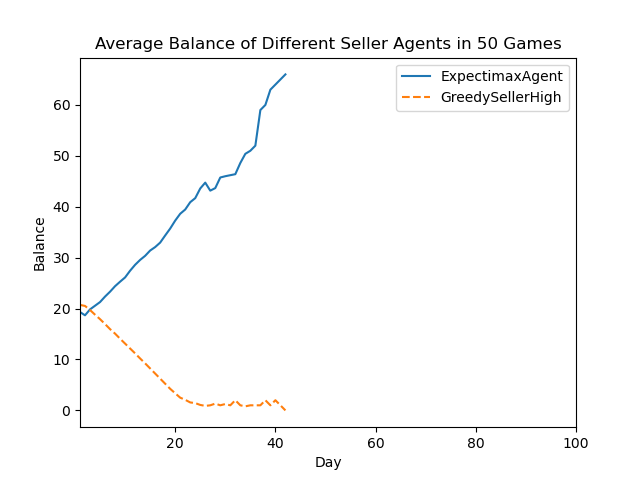 Average Balance of Different Seller Agents in 50 Games
ExpectimaxAgent
GreedySellerHigh
Balance
60
50
40
30
20
10
0
20 40 60 80 100
Day